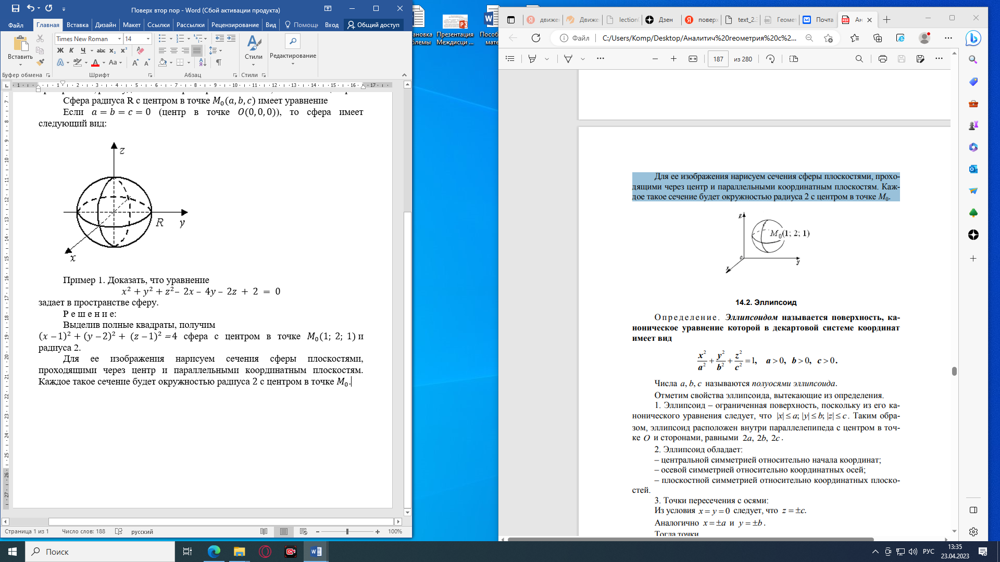 Поверх втор пор - Word (Сбой активации продукта)
Файл Главная Вставка Дизайн Макет Ссылки Рассылки Рецензирование Вид Помощн Вход Общий доступ
Times New Roman 14
Вставить Стили Редактирование
Буфер обмена Шрифт Абзац Стили
Сфера радиуса R с центром в точке M₀(a, b, c) имеет уравнение
Если a = b = c = 0 (центр в точке O(0, 0, 0)), то сфера имеет
следующий вид:
z
R y
x
Пример 1. Доказать, что уравнение
x² + y² + z² – 2x – 4y – 2z + 2 = 0
задает в пространстве сферу.
Р е ш е н и е:
Выделив полные квадраты, получим
(x – 1)² + (y – 2)² + (z – 1)² = 4 сфера с центром в точке M₀(1; 2; 1) и
радиуса 2.
Для ее изображения нарисуем сечения сферы плоскостями,
проходящими через центр и параллельными координатным плоскостям.
Каждое такое сечение будет окружностью радиуса 2 с центром в точке M₀.
Страница 1 из 1 Число слов: 188 русский 100%
Презентация
Междисци ...
движен Движе lection Дзен поверх text_2. Геомет Почта Ан
Файл C:/Users/Komp/Desktop/Аналитич%20геометрия%20с%2...
187 из 280
Для ее изображения нарисуем сечения сферы плоскостями, прохо-
дящими через центр и параллельными координатным плоскостям. Каж-
дое такое сечение будет окружностью радиуса 2 с центром в точке M₀.
z
M₀(1; 2; 1)
O
y
x
14.2. Эллипсоид
Определение. Эллипсоидом называется поверхность, ка-
ноническое уравнение которой в декартовой системе координат
имеет вид
x²/a² + y²/b² + z²/c² = 1, a > 0, b > 0, c > 0.
Числа a, b, c называются полуосями эллипсоида.
Отметим свойства эллипсоида, вытекающие из определения.
1. Эллипсоид – ограниченная поверхность, поскольку из его ка-
нонического уравнения следует, что |x| ≤ a; |y| ≤ b; |z| ≤ c. Таким обра-
зом, эллипсоид расположен внутри параллелепипеда с центром в точ-
ке O и сторонами, равными 2a, 2b, 2c.
2. Эллипсоид обладает:
– центральной симметрией относительно начала координат;
– осевой симметрией относительно координатных осей;
– плоскостной симметрией относительно координатных плоско-
стей.
3. Точки пересечения с осями:
Из условия x = y = 0 следует, что z = ±c.
Аналогично x = ±a и y = ±b.
Тогда точки
Поиск
РУС
13:35
23.04.2023